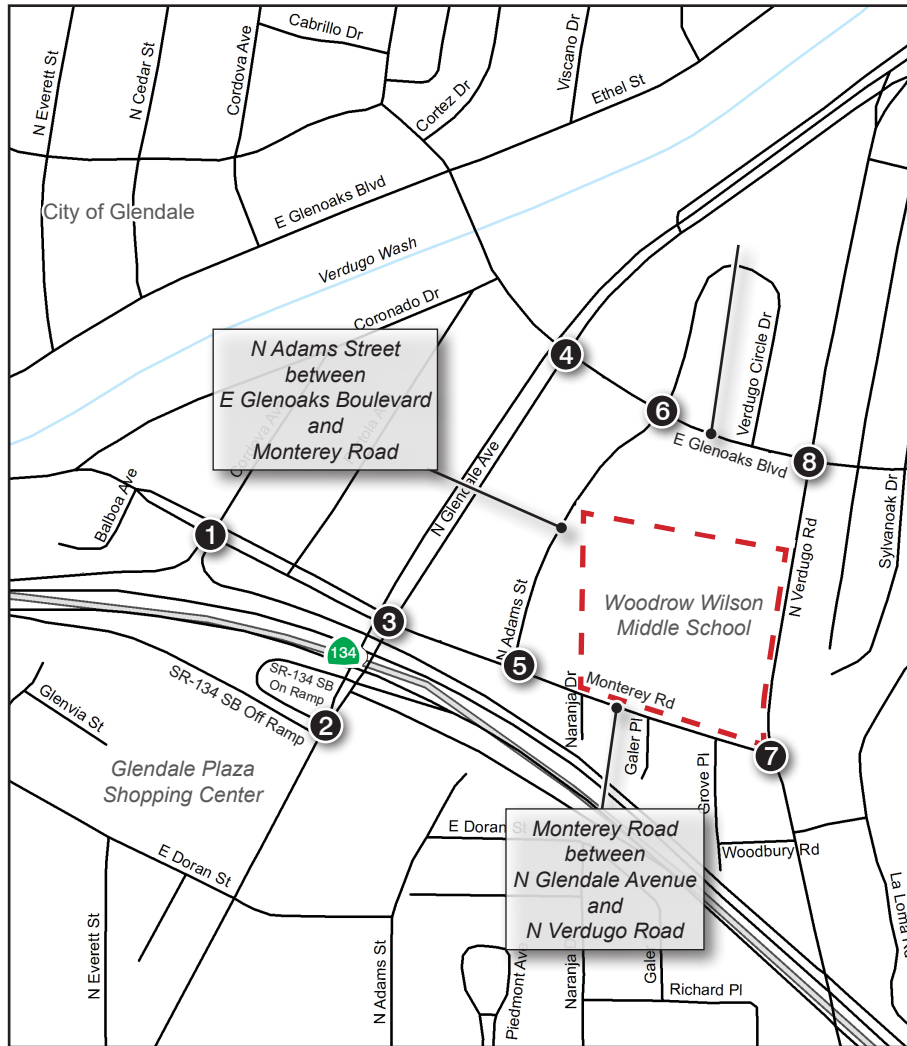 Cabrillo Dr
N Everett St
N Cedar St
Cordova Ave
Cortez Dr
Viscano Dr
Ethel St
City of Glendale
E Glenoaks Blvd
Verdugo Wash
Coronado Dr
N Adams Street
between
E Glenoaks Boulevard
and
Monterey Road
4
6
Verdugo Circle Dr
E Glenoaks Blvd
8
Balboa Ave
1
N Glendale Ave
Sylvanoak Dr
N Verdugo Rd
Woodrow Wilson
Middle School
3
N Adams St
5
134
SR-134 SB
On Ramp
SR-134 SB Off Ramp
2
Monterey Rd
Naranja Dr
Galer Pl
7
Glenvia St
Glendale Plaza
Shopping Center
Grove Pl
Monterey Road
between
N Glendale Avenue
and
N Verdugo Road
E Doran St
Woodbury Rd
E Doran St
La Loma Rd
N Everett St
N Adams St
Piedmont Ave
Naranja D
Galer
Richard Pl